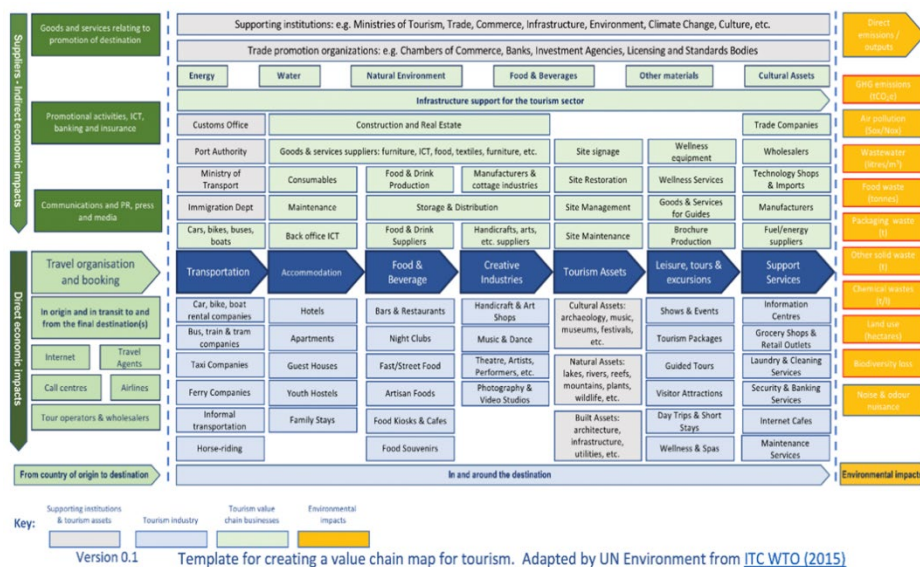 Suppliers - Indirect economic impacts
Goods and services relating to
promotion of destination
Promotional activities, ICT,
banking and insurance
Communications and PR, press
and media
Supporting institutions: e.g. Ministries of Tourism, Trade, Commerce, Infrastructure, Environment, Climate Change, Culture, etc.
Trade promotion organizations: e.g. Chambers of Commerce, Banks, Investment Agencies, Licensing and Standards Bodies
Energy
Water
Natural Environment
Food & Beverages
Other materials
Cultural Assets
Infrastructure support for the tourism sector
Customs Office
Construction and Real Estate
Trade Companies
Port Authority
Goods & services suppliers: furniture, ICT, food, textiles, furniture, etc.
Site signage
Wellness
equipment
Wholesalers
Ministry of
Transport
Consumables
Food & Drink
Production
Manufacturers &
cottage industries
Site Restoration
Wellness Services
Technology Shops
& Imports
Immigration Dept
Maintenance
Storage & Distribution
Site Management
Goods & Services
for Guides
Manufacturers
Cars, bikes, buses,
boats
Back office ICT
Food & Drink
Suppliers
Handicrafts, arts,
etc. suppliers
Site Maintenance
Brochure
Production
Fuel/energy
suppliers
Direct economic impacts
Travel organisation
and booking
Transportation
Accommodation
Food &
Beverage
Creative
Industries
Tourism Assets
Leisure, tours &
excursions
Support
Services
In origin and in transit to and
from the final destination(s)
Internet
Travel
Agents
Call centres
Airlines
Tour operators & wholesalers
Car, bike, boat
rental companies
Bus, train & tram
companies
Taxi Companies
Ferry Companies
Informal
transportation
Horse-riding
Hotels
Apartments
Guest Houses
Youth Hostels
Family Stays
Bars & Restaurants
Night Clubs
Fast/Street Food
Artisan Foods
Food Kiosks & Cafes
Food Souvenirs
Handicraft & Art
Shops
Music & Dance
Theatre, Artists,
Performers, etc.
Photography &
Video Studios
Cultural Assets:
archaeology, music,
museums, festivals,
etc.
Natural Assets:
lakes, rivers, reefs,
mountains, plants,
wildlife, etc.
Built Assets:
architecture,
infrastructure,
utilities, etc.
Shows & Events
Tourism Packages
Guided Tours
Visitor Attractions
Day Trips & Short
Stays
Wellness & Spas
Information
Centres
Grocery Shops &
Retail Outlets
Laundry & Cleaning
Services
Security & Banking
Services
Internet Cafes
Maintenance
Services
Direct
emissions /
outputs
GHG emissions
(tCO₂e)
Air pollution
(Sox/Nox)
Wastewater
(litres/m³)
Food waste
(tonnes)
Packaging waste
(t)
Other solid waste
(t)
Chemical wastes
(t/l)
Land use
(hectares)
Biodiversity loss
Noise & odour
nuisance
From country of origin to destination
In and around the destination
Environmental impacts
Key:
Supporting institutions
& tourism assets
Tourism industry
Tourism value
chain businesses
Environmental
impacts
Version 0.1
Template for creating a value chain map for tourism. Adapted by UN Environment from ITC WTO (2015)